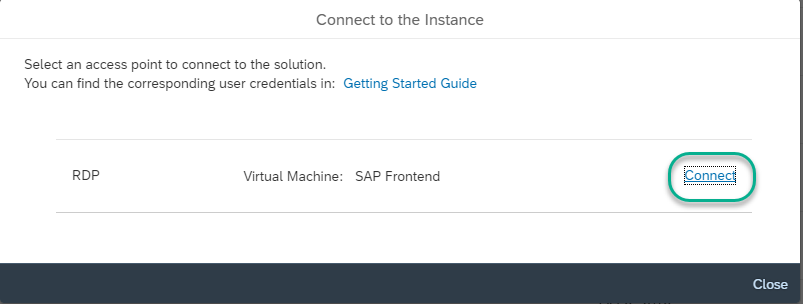 Connect to the Instance
Select an access point to connect to the solution.
You can find the corresponding user credentials in: Getting Started Guide
RDP Virtual Machine: SAP Frontend Connect
Close